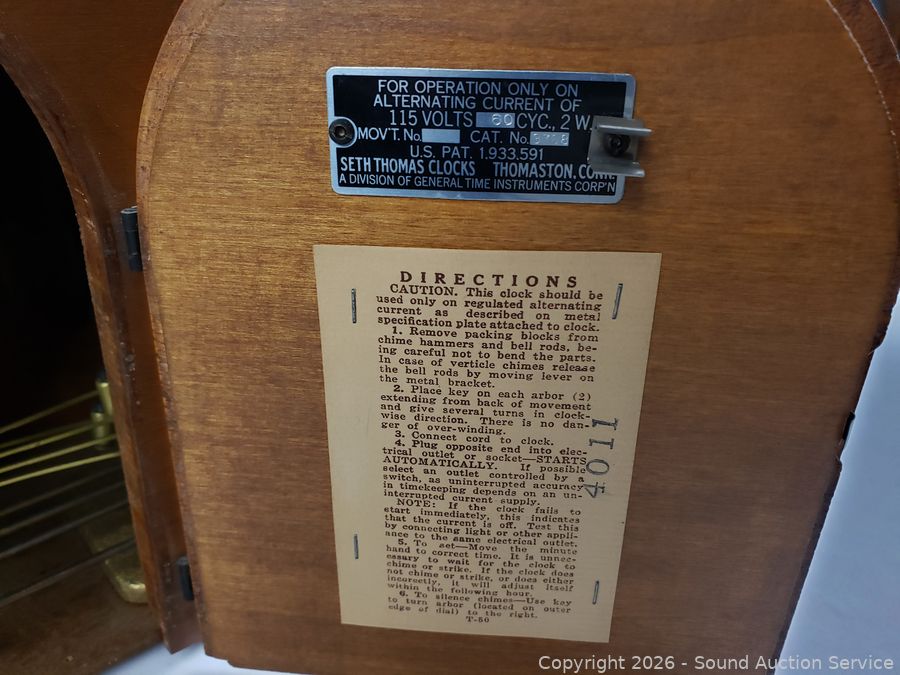 FOR OPERATION ONLY ON
ALTERNATING CURRENT OF
115 VOLTS 60 CYC., 2 W.
MOV'T. No. CAT. No.
U.S. PAT. 1.933.591
SETH THOMAS CLOCKS THOMASTON, CONN.
A DIVISION OF GENERAL TIME INSTRUMENTS CORP'N
DIRECTIONS
CAUTION. This clock should be
used only on regulated alternating
current as described on metal
specification plate attached to clock.
1. Remove packing blocks from
chime hammers and bell rods, be-
ing careful not to bend the parts.
In case of verticle chimes release
the bell rods by moving lever on
the metal bracket.
2. Place key on each arbor (2)
extending from back of movement
and give several turns in clock-
wise direction. There is no dan-
ger of over-winding.
3. Connect cord to clock.
4. Plug opposite end into elec-
trical outlet or socket—STARTS
AUTOMATICALLY. If possible
select an outlet controlled by a
switch, as uninterrupted accuracy
in timekeeping depends on an un-
interrupted current supply.
NOTE: If the clock fails to
start immediately, this indicates
that the current is off. Test this
by connecting light or other appli-
ance to the same electrical outlet.
5. To set—Move the minute
hand to correct time. It is unnec-
essary to wait for the clock to
chime or strike. If the clock does
not chime or strike, or does either
incorrectly, it will adjust itself
within the following hour.
6. To silence chimes—Use key
to turn arbor (located on outer
edge of dial) to the right.
T-50
4011
Copyright 2026 - Sound Auction Service